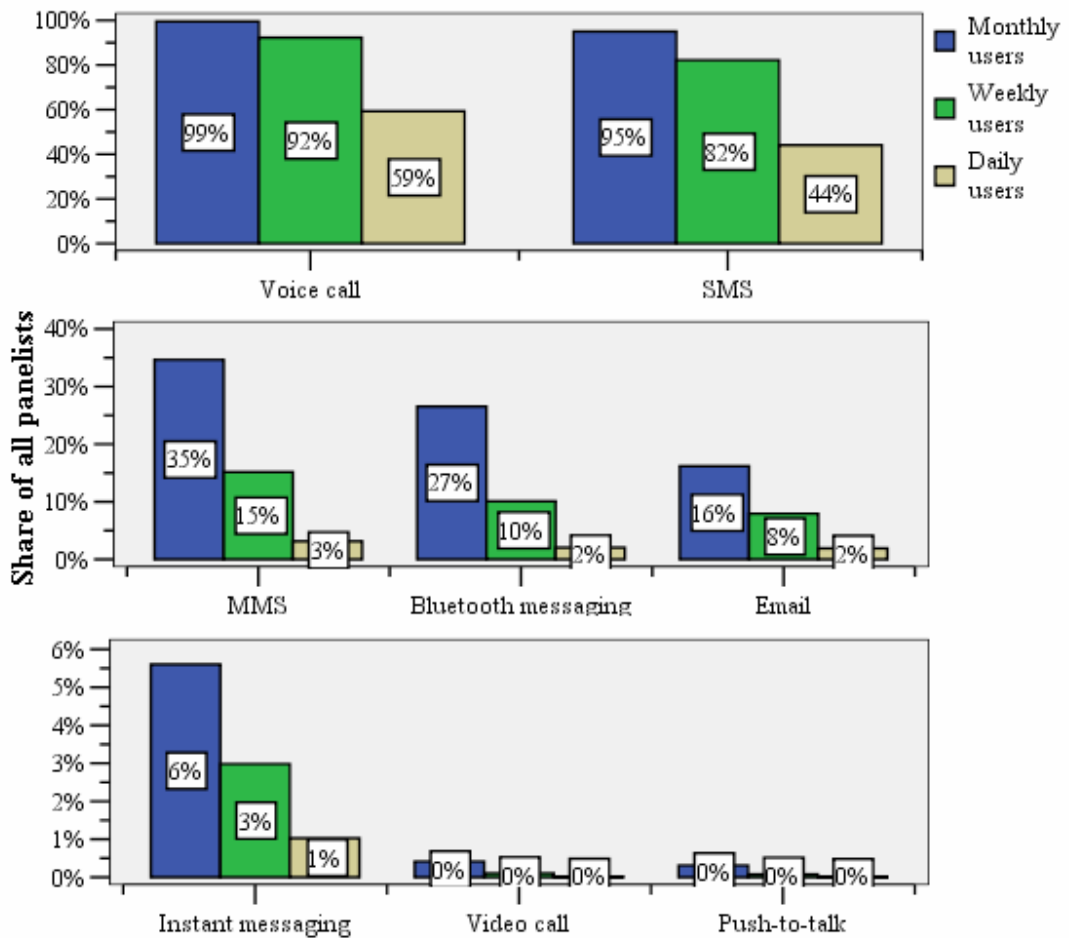 100%
80%
60%
40%
20%
0%
99%
92%
59%
95%
82%
44%
Voice call
SMS
Monthly
users
Weekly
users
Daily
users
Share of all panelists
40%
30%
20%
10%
0%
35%
15%
3%
27%
10%
2%
16%
8%
2%
MMS
Bluetooth messaging
Email
6%
5%
4%
3%
2%
1%
0%
6%
3%
1%
0%
0%
0%
0%
0%
0%
Instant messaging
Video call
Push-to-talk